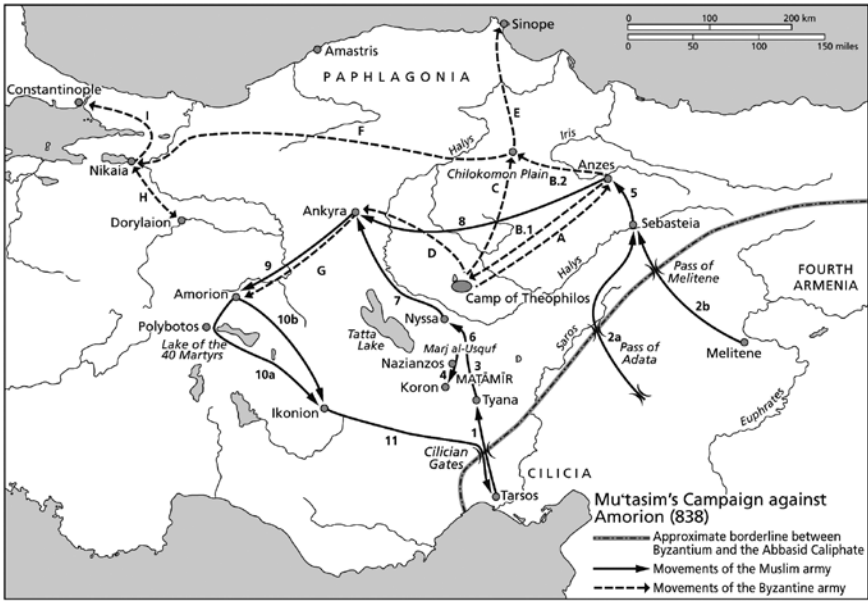 Sinope
0 100 200 km
0 50 100 150 miles
Amastris
PAPHLAGONIA
Constantinople
I
E
F
Halys
Iris
Nikaia
Chilokomon Plain
Anzes
B.2
C
5
H
Ankyra
8
B.1
A
Sebasteia
Dorylaion
D
Halys
9
G
Pass of
Melitene
FOURTH
ARMENIA
Amorion
Camp of Theophilos
7
Nyssa
10b
2b
Polybotos
Tatta
Lake
6
Saros
2a
Pass of
Adata
Melitene
Lake of the
40 Martyrs
Marj al-Usquf
Nazianzos
3
D
4
MAṬĀMĪR
Koron
10a
Tyana
Ikonion
Euphrates
1
11
Cilician
Gates
CILICIA
Tarsos
Mu‘tasim's Campaign against
Amorion (838)
Approximate borderline between
Byzantium and the Abbasid Caliphate
Movements of the Muslim army
Movements of the Byzantine army